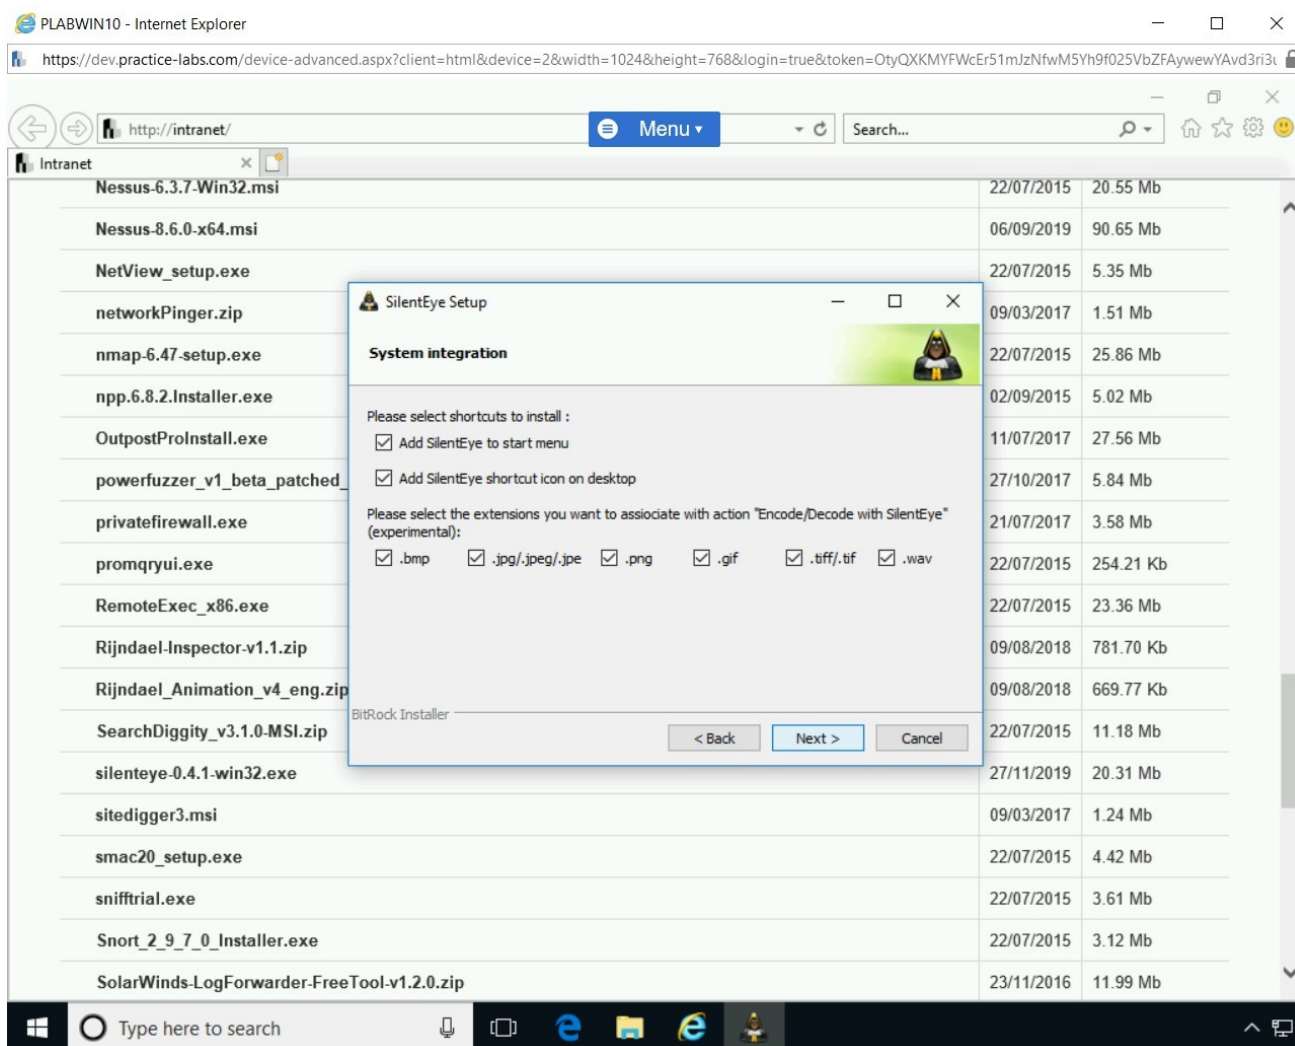 PLABWIN10 - Internet Explorer
https://dev.practice-labs.com/device-advanced.aspx?client=html&device=2&width=1024&height=768&login=true&token=OtyQXKMYFWcEr51mJzNfwM5Yh9f025VbZFAywewYAvd3ri3u
http://intranet/ Menu Search...
Intranet
Nessus-6.3.7-Win32.msi 22/07/2015 20.55 Mb
Nessus-8.6.0-x64.msi 06/09/2019 90.65 Mb
NetView_setup.exe 22/07/2015 5.35 Mb
SilentEye Setup
networkPinger.zip 09/03/2017 1.51 Mb
System integration
nmap-6.47-setup.exe 22/07/2015 25.86 Mb
npp.6.8.2.Installer.exe 02/09/2015 5.02 Mb
Please select shortcuts to install :
OutpostProInstall.exe 11/07/2017 27.56 Mb
Add SilentEye to start menu
powerfuzzer_v1_beta_patched_ 27/10/2017 5.84 Mb
Add SilentEye shortcut icon on desktop
Please select the extensions you want to assiociate with action "Encode/Decode with SilentEye"
(experimental):
privatefirewall.exe 21/07/2017 3.58 Mb
.bmp .jpg/.jpeg/.jpe .png .gif .tiff/.tif .wav
promqryui.exe 22/07/2015 254.21 Kb
RemoteExec_x86.exe 22/07/2015 23.36 Mb
Rijndael-Inspector-v1.1.zip 09/08/2018 781.70 Kb
Rijndael_Animation_v4_eng.zip 09/08/2018 669.77 Kb
BitRock Installer
SearchDiggity_v3.1.0-MSI.zip 22/07/2015 11.18 Mb
< Back Next > Cancel
silenteye-0.4.1-win32.exe 27/11/2019 20.31 Mb
sitedigger3.msi 09/03/2017 1.24 Mb
smac20_setup.exe 22/07/2015 4.42 Mb
snifftrial.exe 22/07/2015 3.61 Mb
Snort_2_9_7_0_Installer.exe 22/07/2015 3.12 Mb
SolarWinds-LogForwarder-FreeTool-v1.2.0.zip 23/11/2016 11.99 Mb
Type here to search